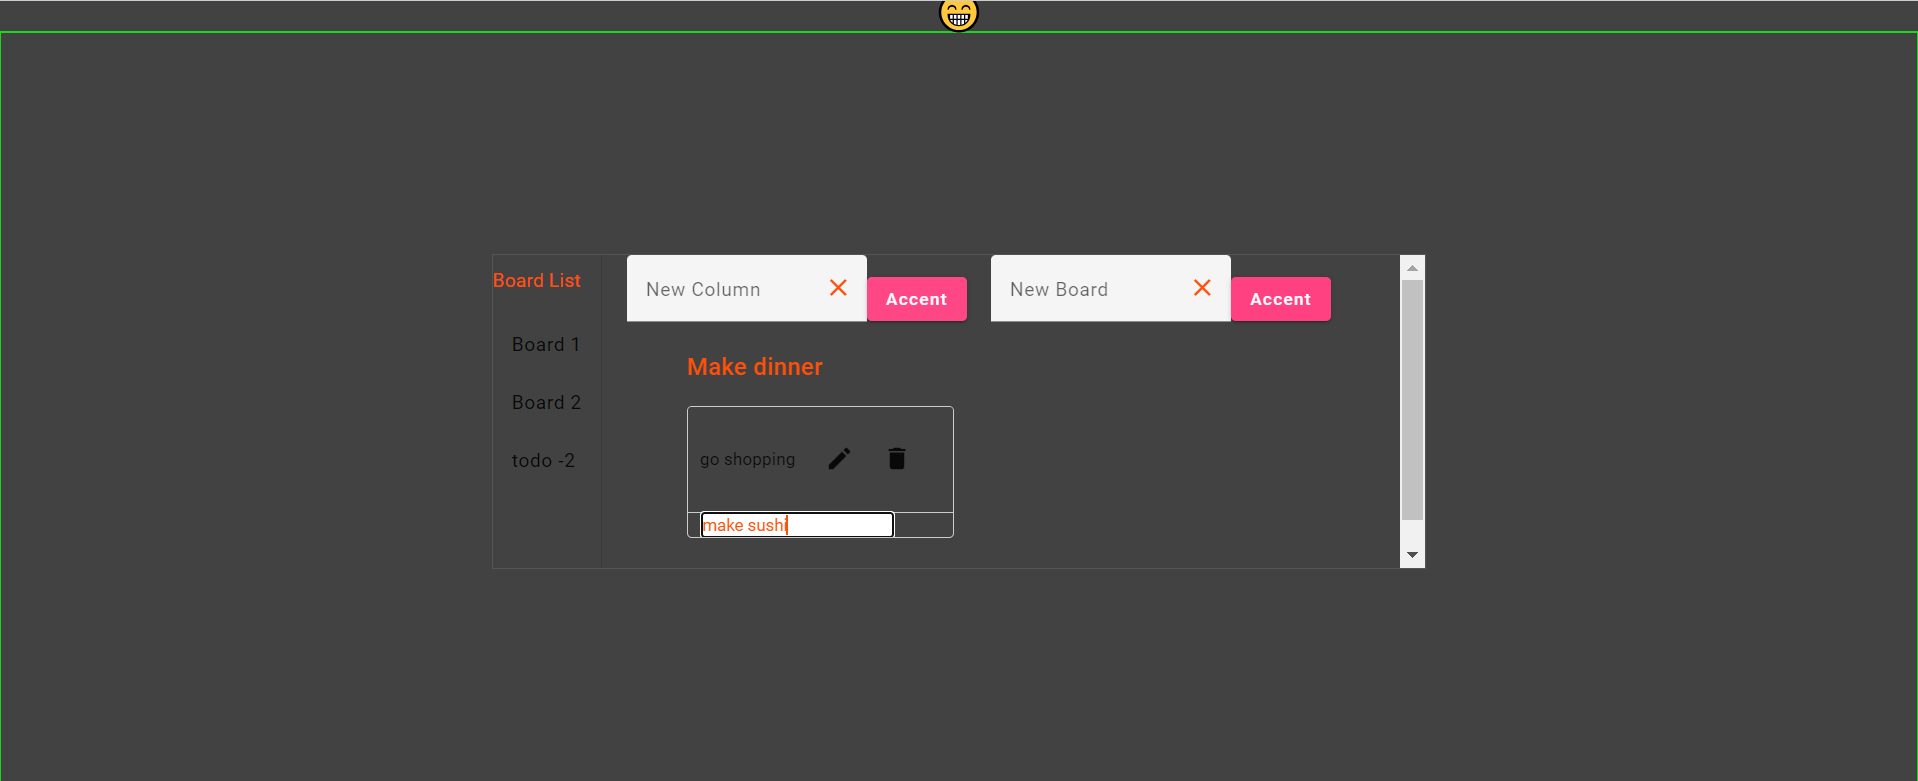 Board List
Board 1
Board 2
todo -2
New Column
Accent
New Board
Accent
Make dinner
go shopping
make sushi